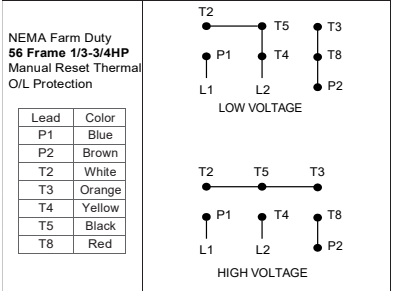 NEMA Farm Duty
56 Frame 1/3-3/4HP
Manual Reset Thermal
O/L Protection
Lead Color
P1 Blue
P2 Brown
T2 White
T3 Orange
T4 Yellow
T5 Black
T8 Red
T2
T5 T3
P1 T4 T8
L1 L2 P2
LOW VOLTAGE
T2 T5 T3
P1 T4 T8
L1 L2 P2
HIGH VOLTAGE